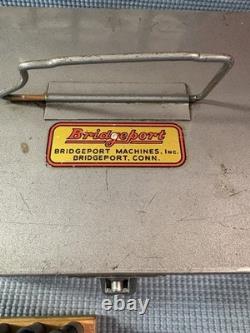 Bridgeport
BRIDGEPORT MACHINES, Inc.
BRIDGEPORT, CONN.